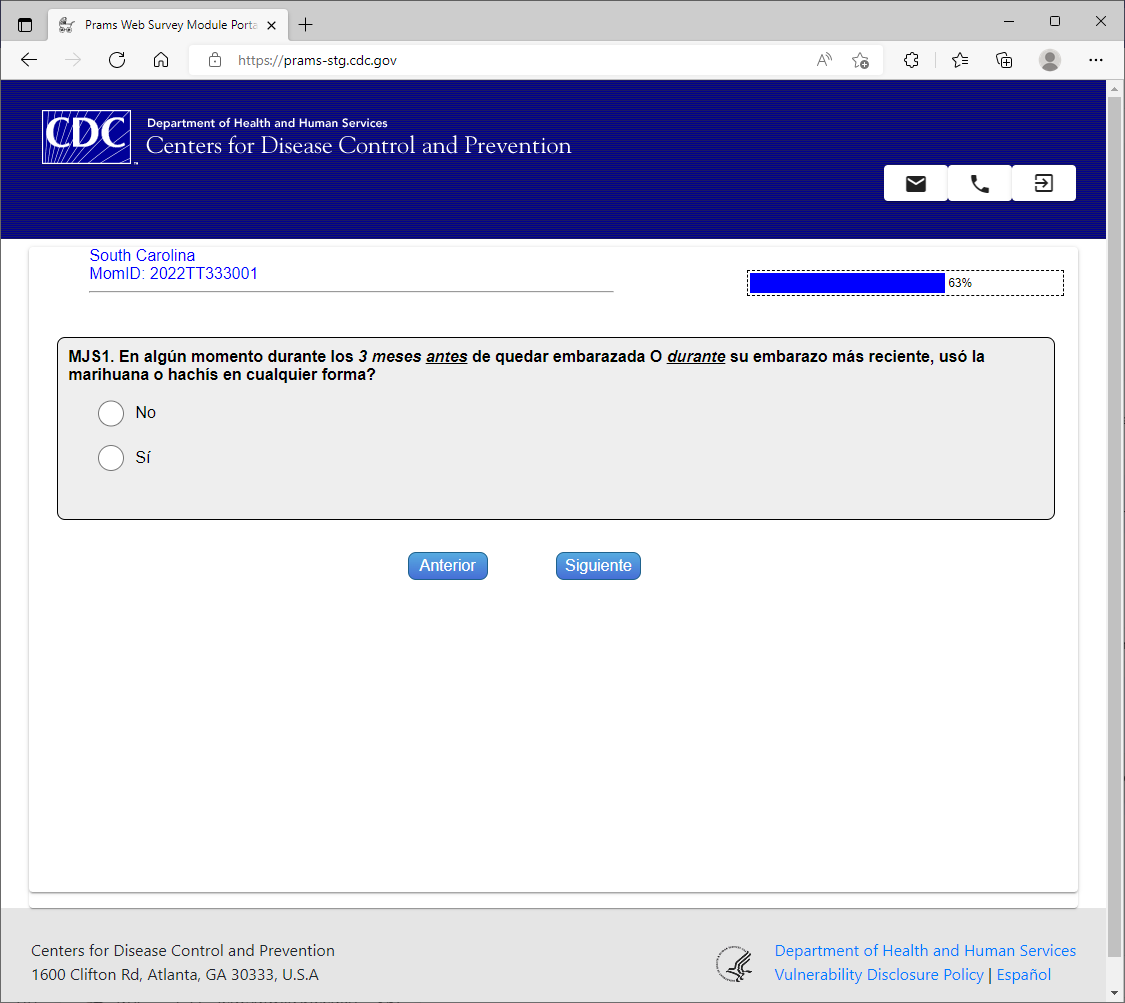 Prams Web Survey Module Porta
https://prams-stg.cdc.gov
CDC
Department of Health and Human Services
Centers for Disease Control and Prevention
South Carolina
MomID: 2022TT333001
63%
MJS1. En algún momento durante los 3 meses antes de quedar embarazada O durante su embarazo más reciente, usó la
marihuana o hachís en cualquier forma?
No
Sí
Anterior
Siguiente
Centers for Disease Control and Prevention
1600 Clifton Rd, Atlanta, GA 30333, U.S.A
Department of Health and Human Services
Vulnerability Disclosure Policy | Español